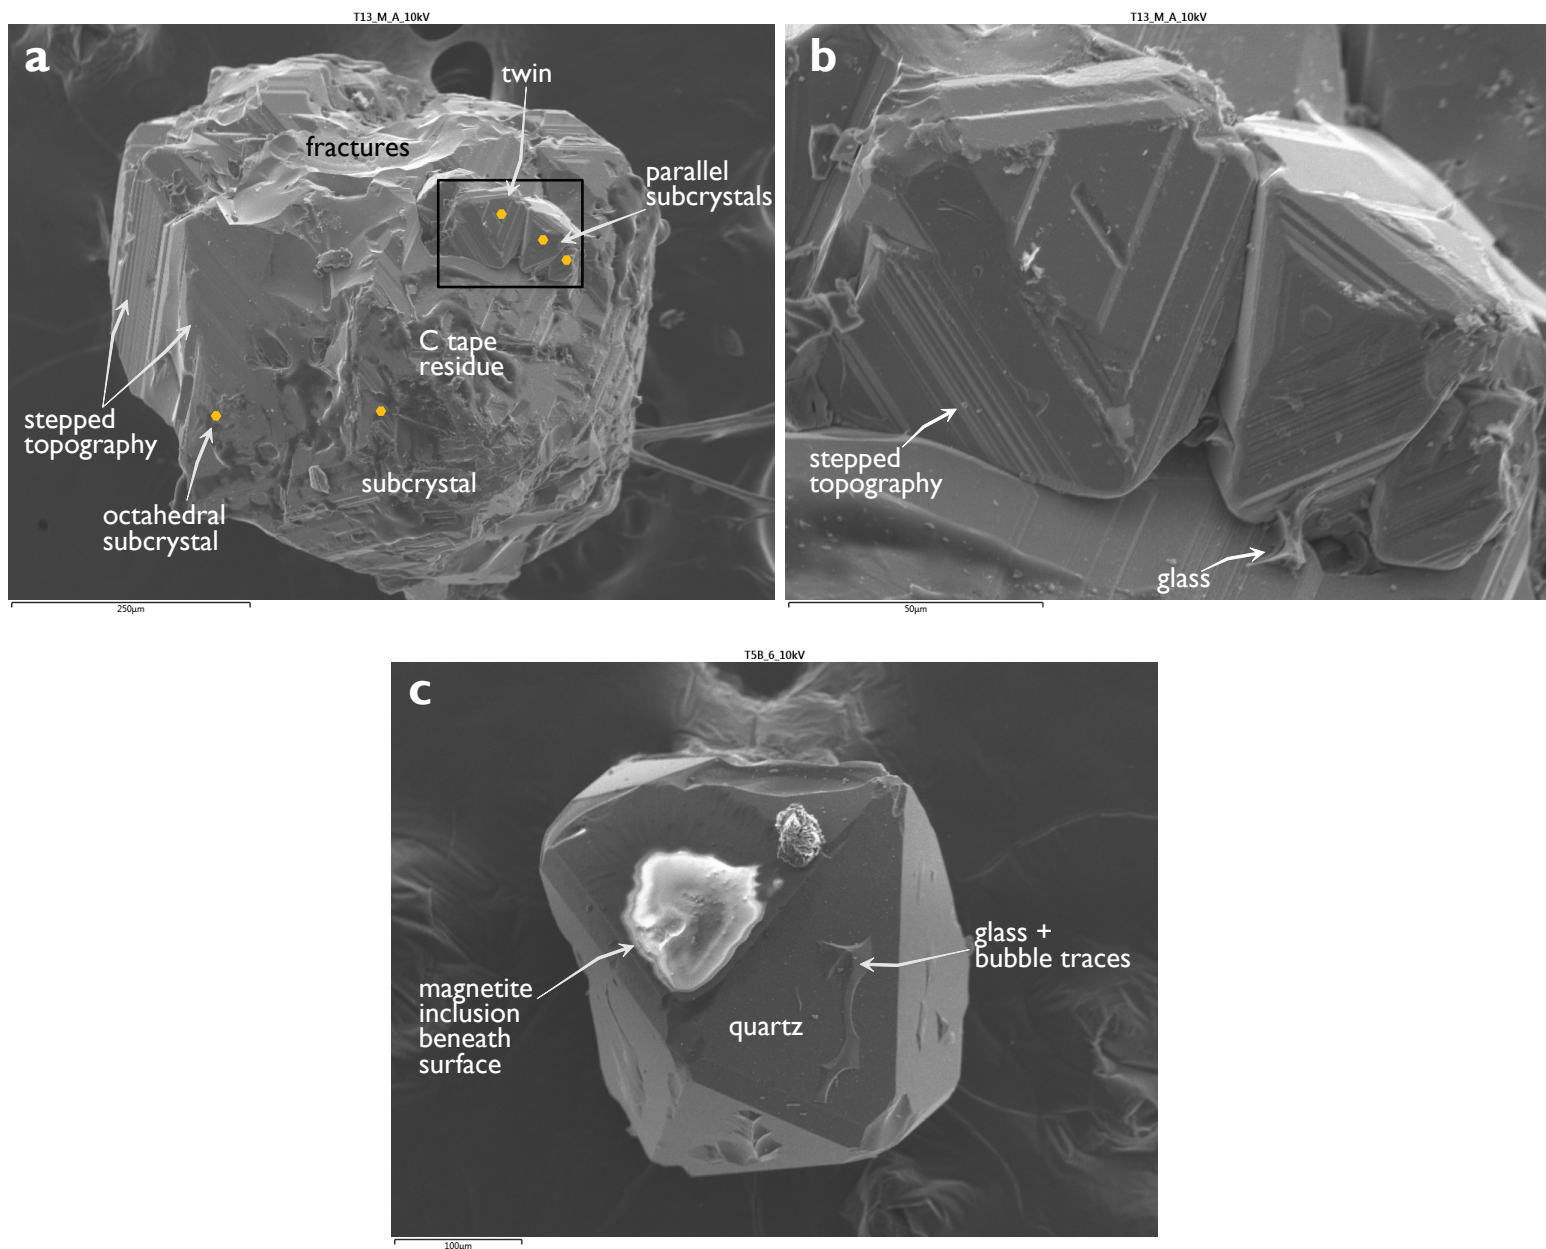 T13_M_A_10kV
a
twin
fractures
parallel
subcrystals
C tape
residue
stepped
topography
subcrystal
octahedral
subcrystal
250µm
T13_M_A_10kV
b
stepped
topography
glass
50µm
T5B_6_10kV
c
glass +
bubble traces
magnetite
inclusion
beneath
surface
quartz
100µm